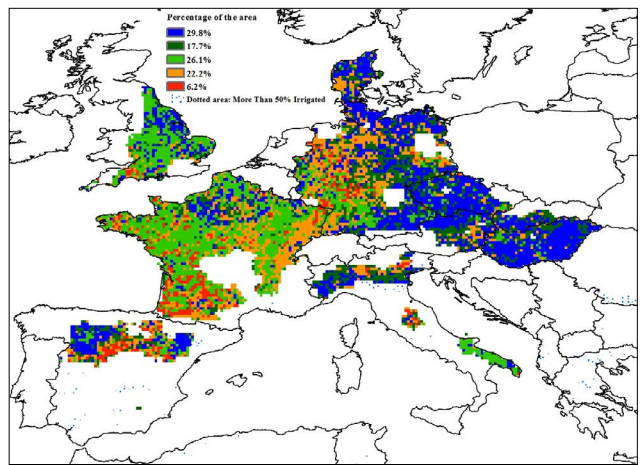 Percentage of the area
29.8%
17.7%
26.1%
22.2%
6.2%
Dotted area: More Than 50% Irrigated